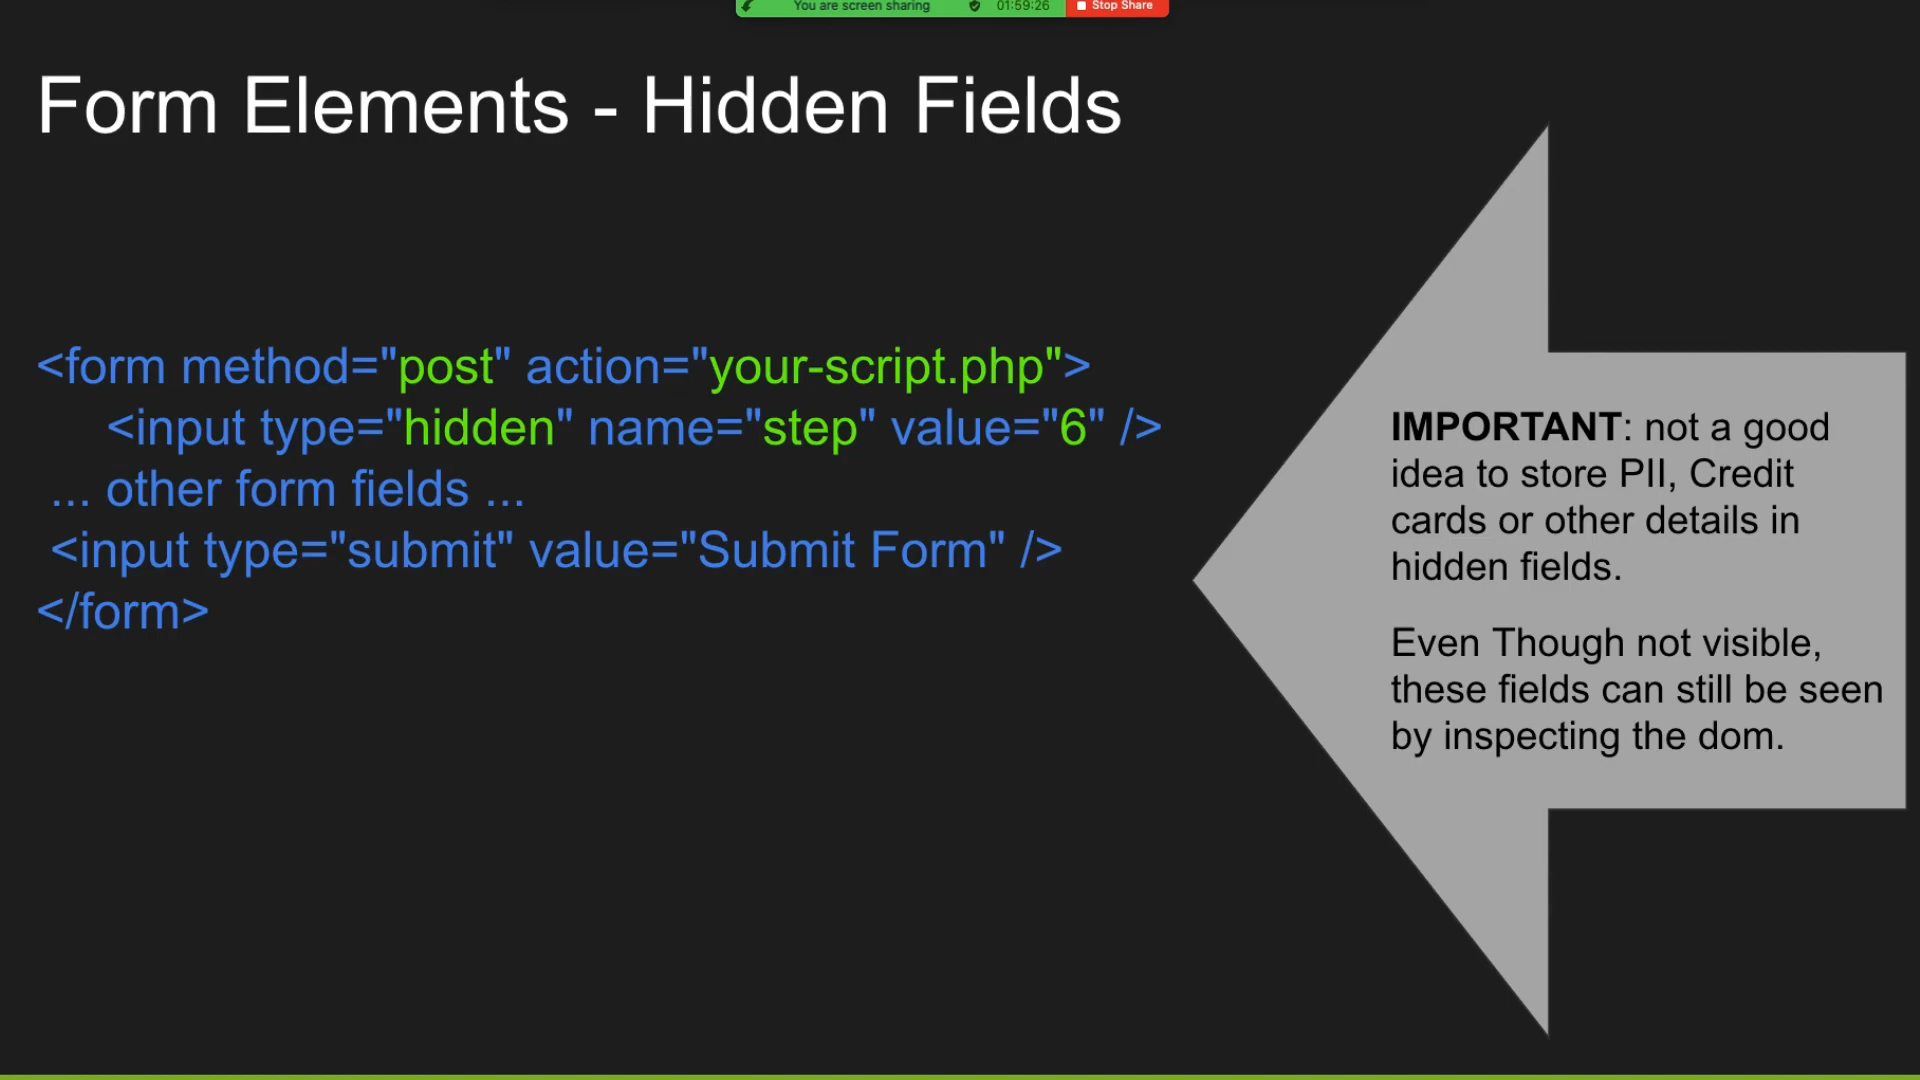 You are screen sharing 01:59:26 Stop Share
Form Elements - Hidden Fields
<form method="post" action="your-script.php">
<input type="hidden" name="step" value="6" />
... other form fields ...
<input type="submit" value="Submit Form" />
</form>
IMPORTANT: not a good
idea to store PII, Credit
cards or other details in
hidden fields.
Even Though not visible,
these fields can still be seen
by inspecting the dom.